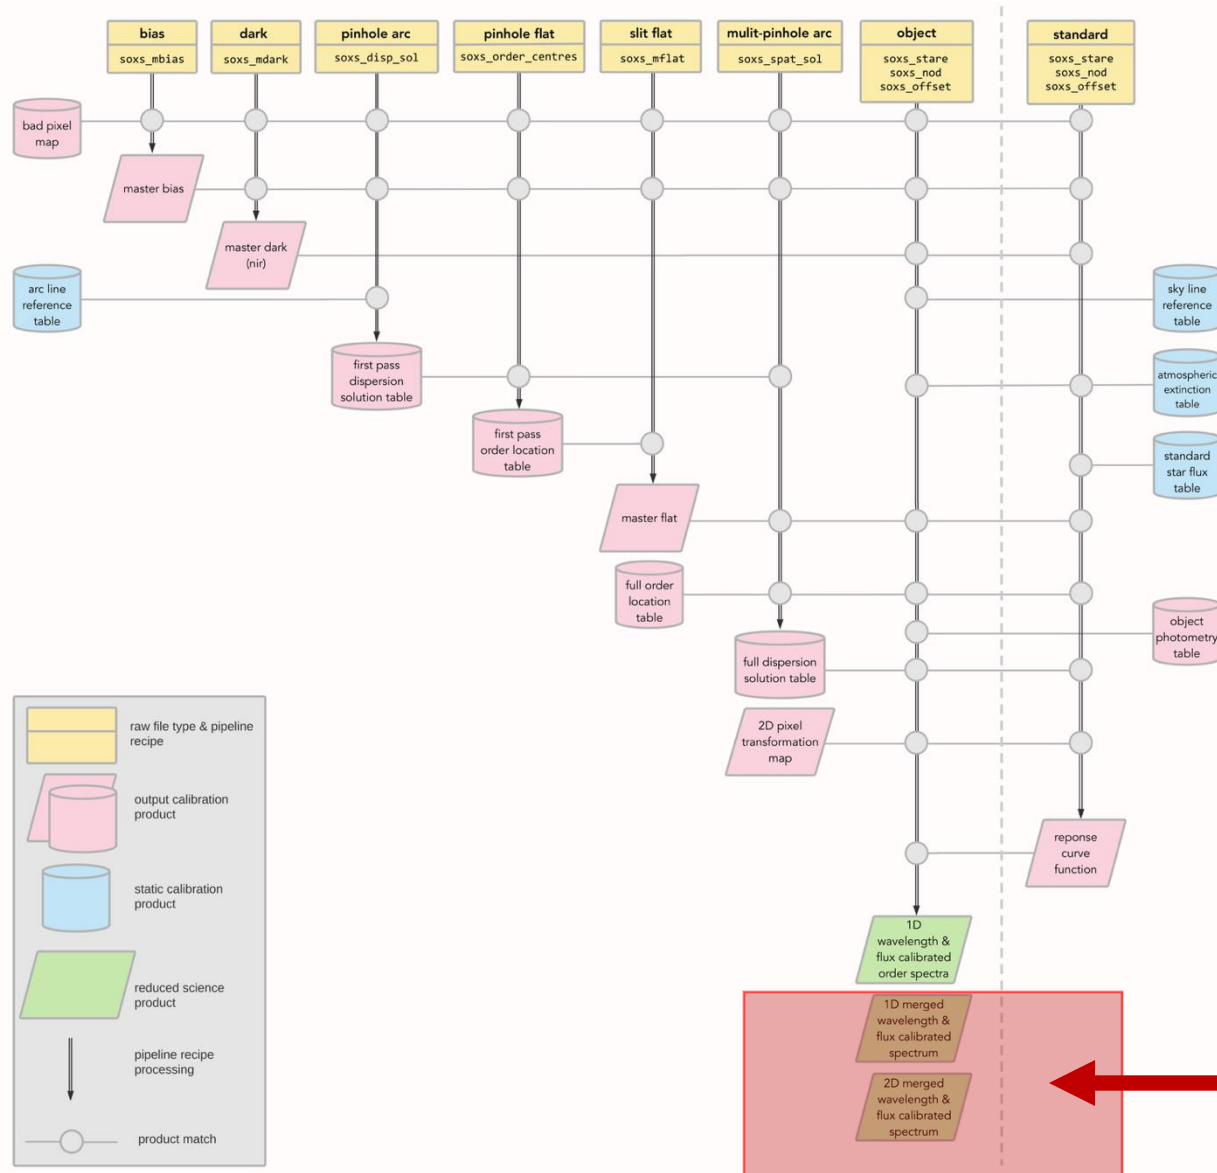 bias
soxs_mbias
dark
soxs_mdark
pinhole arc
soxs_disp_sol
pinhole flat
soxs_order_centres
slit flat
soxs_mflat
mulit-pinhole arc
soxs_spat_sol
object
soxs_stare
soxs_nod
soxs_offset
standard
soxs_stare
soxs_nod
soxs_offset
bad pixel
map
master bias
master dark
(nir)
arc line
reference
table
sky line
reference
table
first pass
dispersion
solution table
atmospheric
extinction
table
first pass
order location
table
standard
star flux
table
master flat
full order
location
table
object
photometry
table
full dispersion
solution table
2D pixel
transformation
map
reponse
curve
function
1D
wavelength &
flux calibrated
order spectra
1D merged
wavelength &
flux calibrated
spectrum
2D merged
wavelength &
flux calibrated
spectrum
raw file type & pipeline
recipe
output calibration
product
static calibration
product
reduced science
product
pipeline recipe
processing
product match